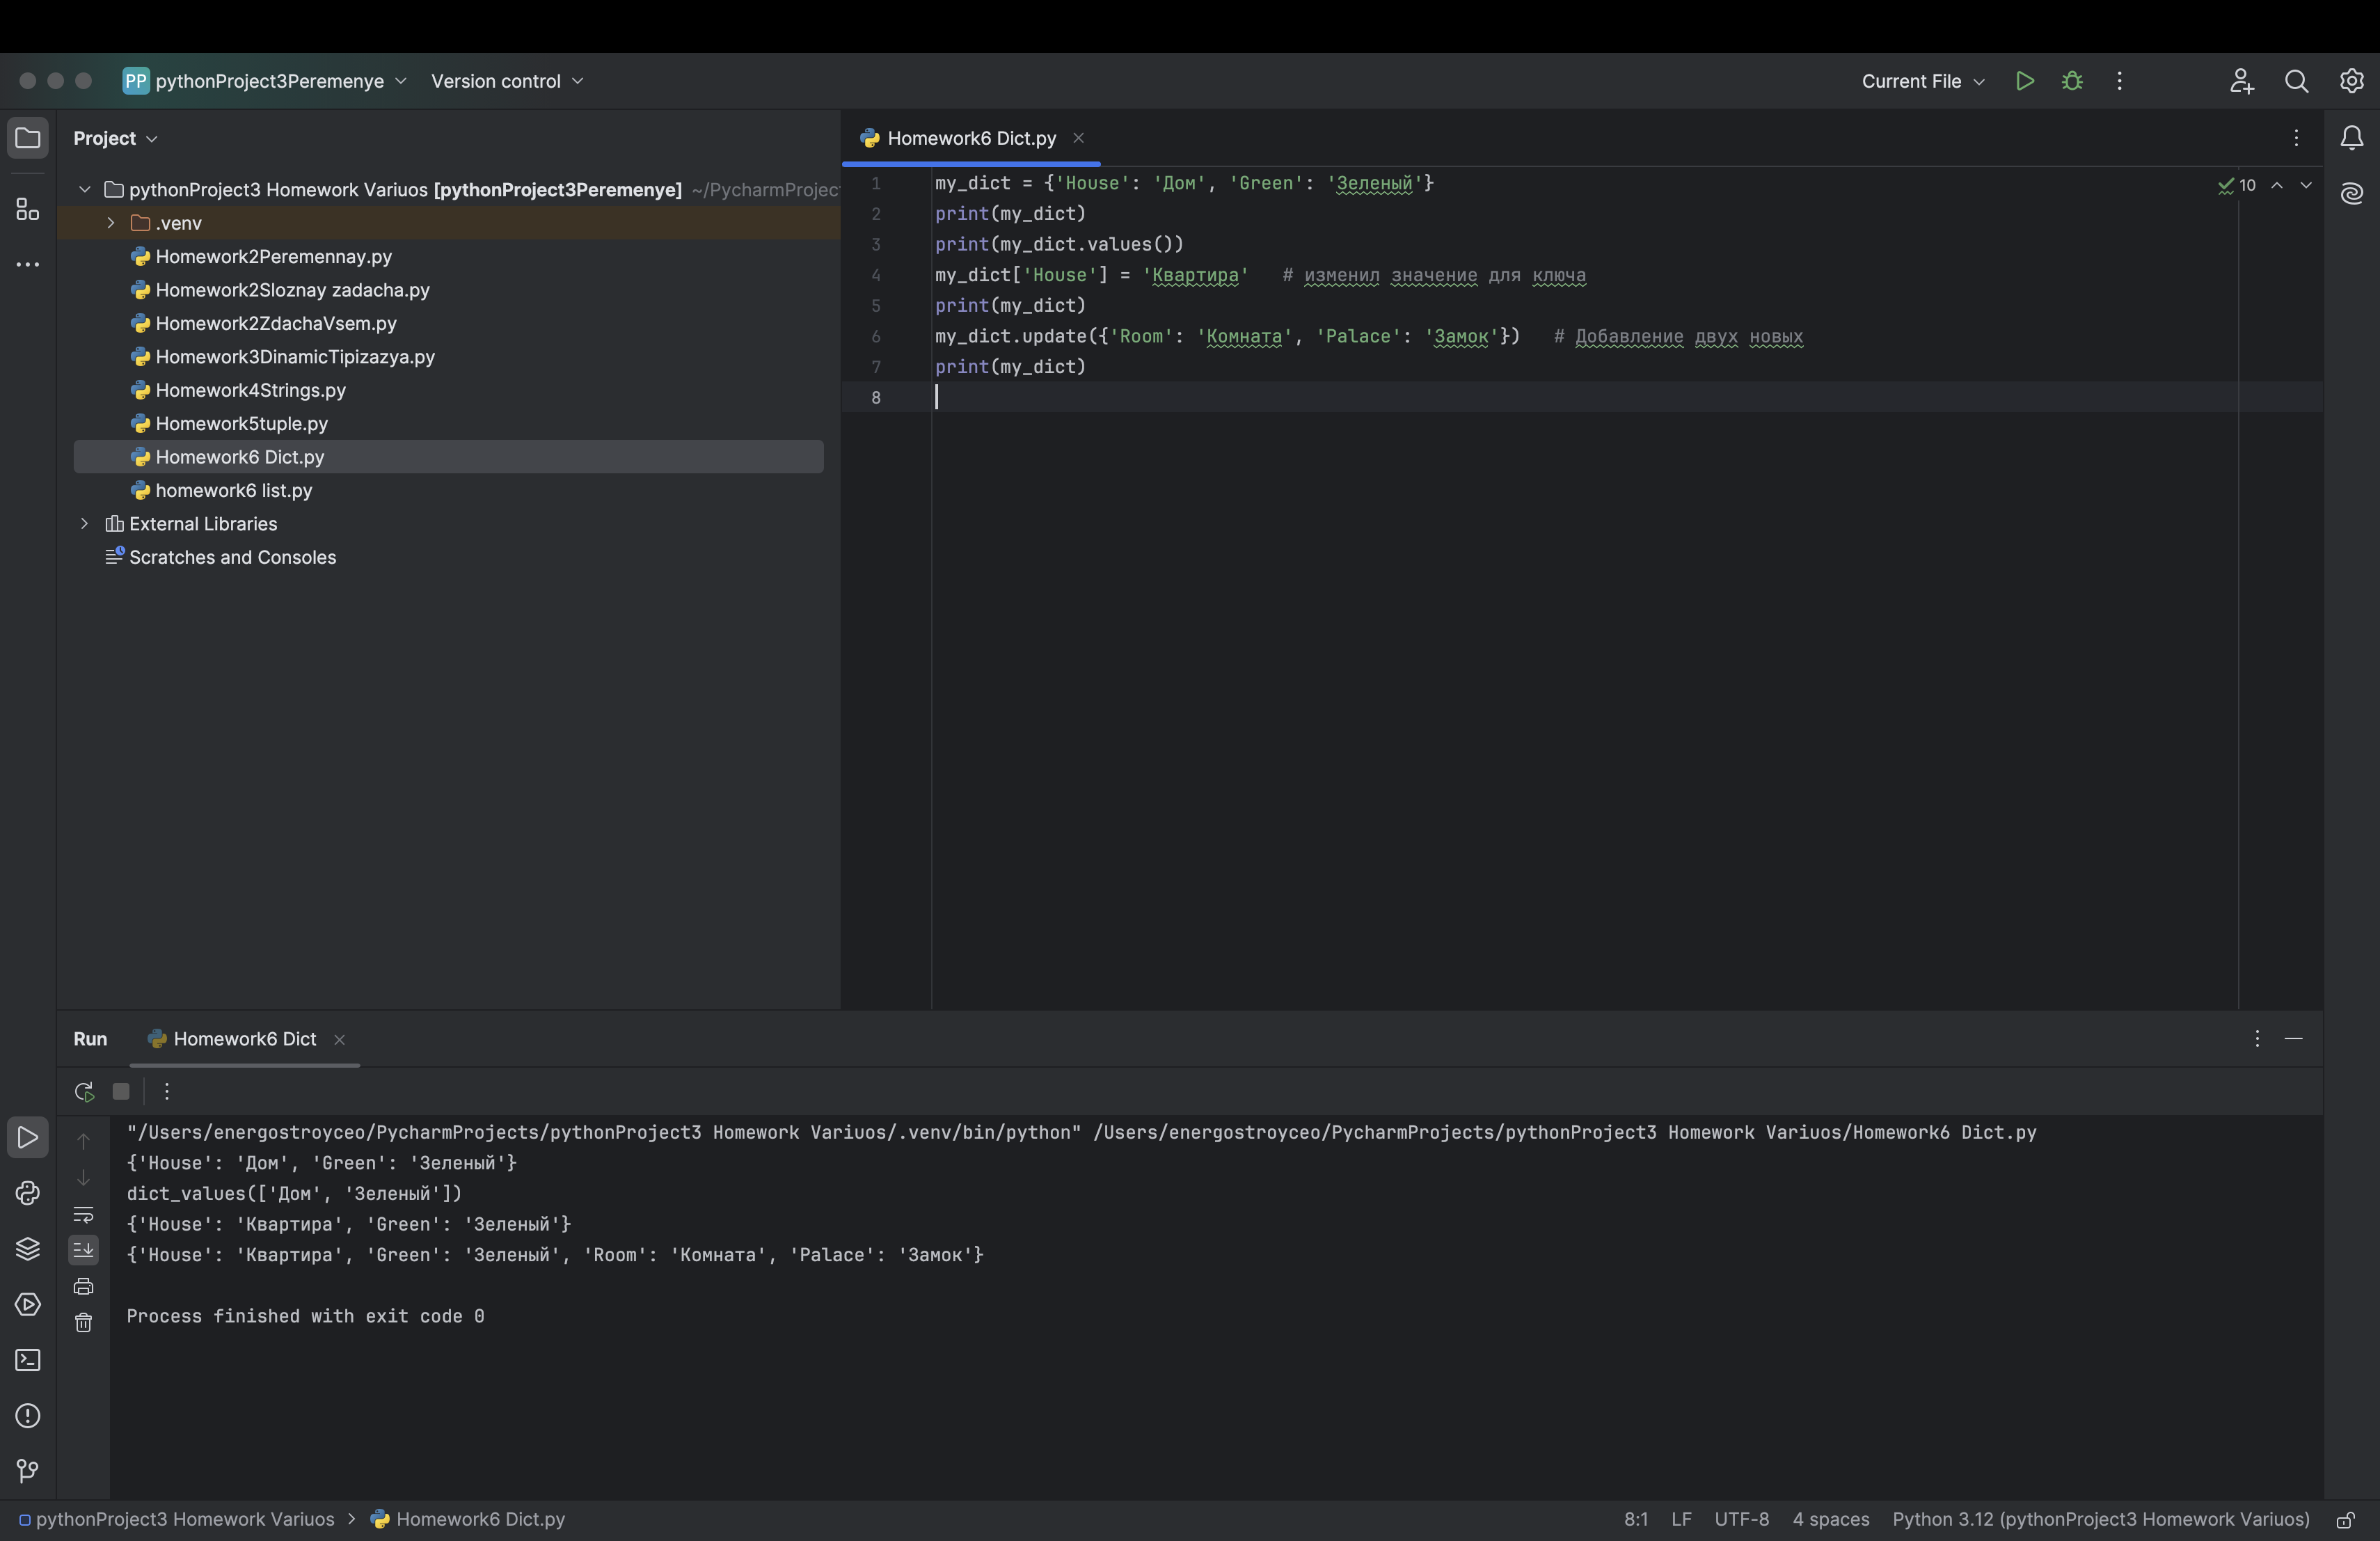 PP pythonProject3Peremenye Version control Current File
Project
pythonProject3 Homework Variuos [pythonProject3Peremenye] ~/PycharmProjec
.venv
Homework2Peremennay.py
Homework2Sloznay zadacha.py
Homework2ZdachaVsem.py
Homework3DinamicTipizazya.py
Homework4Strings.py
Homework5tuple.py
Homework6 Dict.py
homework6 list.py
External Libraries
Scratches and Consoles
Homework6 Dict.py
10
1 my_dict = {'House': 'Дом', 'Green': 'Зеленый'}
2 print(my_dict)
3 print(my_dict.values())
4 my_dict['House'] = 'Квартира'   # изменил значение для ключа
5 print(my_dict)
6 my_dict.update({'Room': 'Комната', 'Palace': 'Замок'})   # Добавление двух новых
7 print(my_dict)
8
Run Homework6 Dict
"/Users/energostroyceo/PycharmProjects/pythonProject3 Homework Variuos/.venv/bin/python" /Users/energostroyceo/PycharmProjects/pythonProject3 Homework Variuos/Homework6 Dict.py
{'House': 'Дом', 'Green': 'Зеленый'}
dict_values(['Дом', 'Зеленый'])
{'House': 'Квартира', 'Green': 'Зеленый'}
{'House': 'Квартира', 'Green': 'Зеленый', 'Room': 'Комната', 'Palace': 'Замок'}
Process finished with exit code 0
pythonProject3 Homework Variuos > Homework6 Dict.py 8:1 LF UTF-8 4 spaces Python 3.12 (pythonProject3 Homework Variuos)